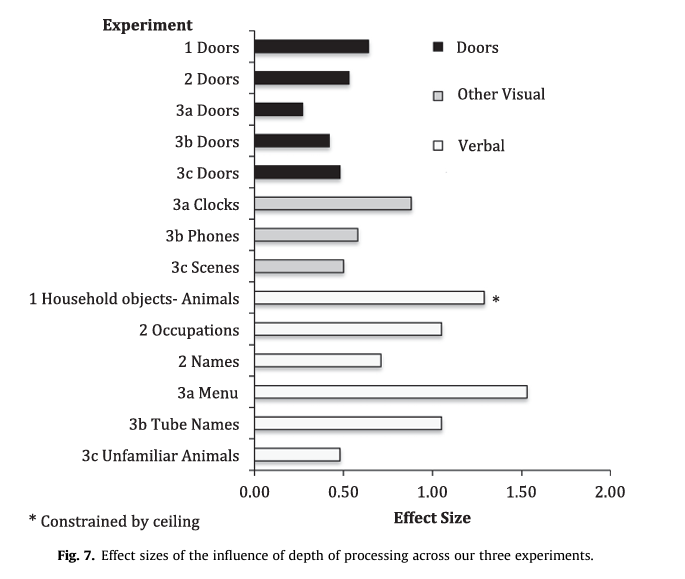 Experiment
1 Doors
2 Doors
3a Doors
3b Doors
3c Doors
3a Clocks
3b Phones
3c Scenes
1 Household objects- Animals
2 Occupations
2 Names
3a Menu
3b Tube Names
3c Unfamiliar Animals
Doors
Other Visual
Verbal
*
0.00 0.50 1.00 1.50 2.00
Effect Size
* Constrained by ceiling
Fig. 7. Effect sizes of the influence of depth of processing across our three experiments.